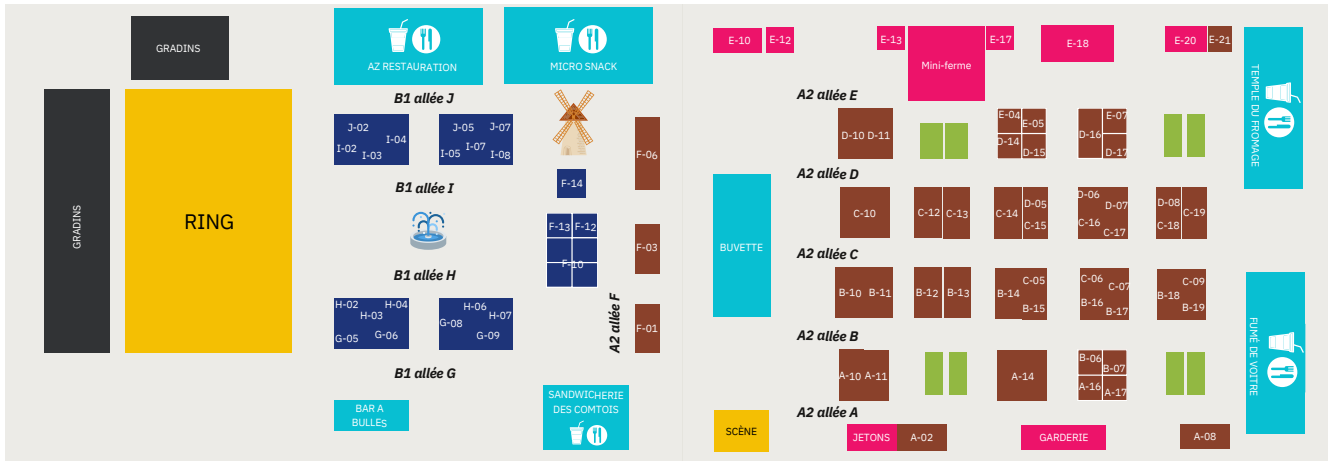 GRADINS
AZ RESTAURATION
MICRO SNACK
B1 allée J
GRADINS
RING
J-02
I-04
I-02
I-03
J-05
J-07
I-07
I-05
I-08
F-06
B1 allée I
F-14
F-13
F-12
F-10
F-03
B1 allée H
H-02
H-04
H-03
G-05
G-06
H-06
H-07
G-08
G-09
A2 allée F
F-01
B1 allée G
BAR A
BULLES
SANDWICHERIE
DES COMTOIS
E-10
E-12
E-13
E-17
Mini-ferme
E-18
E-20
E-21
TEMPLE DU FROMAGE
A2 allée E
D-10 D-11
E-04
E-05
D-14
D-15
D-16
E-07
D-17
A2 allée D
BUVETTE
C-10
C-12
C-13
C-14
D-05
C-15
D-06
D-07
C-16
C-17
D-08
C-18
C-19
A2 allée C
B-10 B-11
B-12
B-13
B-14
C-05
B-15
C-06
C-07
B-16
B-17
C-09
B-18
B-19
FUMÉ DE VOITRE
A2 allée B
A-10 A-11
A-14
B-06
B-07
A-16
A-17
A2 allée A
SCÈNE
JETONS
A-02
GARDERIE
A-08